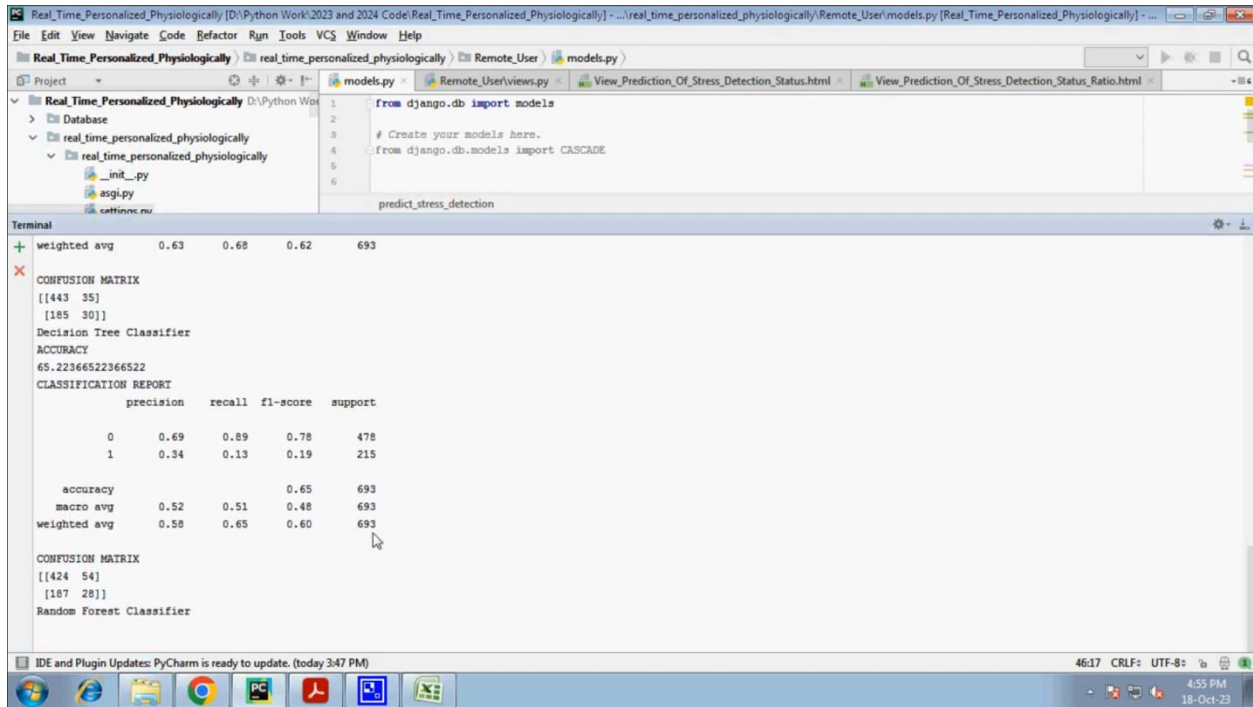 Real_Time_Personalized_Physiologically [D:\Python Work\2023 and 2024 Code\Real_Time_Personalized_Physiologically] - ...\real_time_personalized_physiologically\Remote_User\models.py [Real_Time_Personalized_Physiologically] - ...
File Edit View Navigate Code Refactor Run Tools VCS Window Help
Real_Time_Personalized_Physiologically real_time_personalized_physiologically Remote_User models.py
Project models.py Remote_User\views.py View_Prediction_Of_Stress_Detection_Status.html View_Prediction_Of_Stress_Detection_Status_Ratio.html
Real_Time_Personalized_Physiologically D:\Python Wor
Database
real_time_personalized_physiologically
real_time_personalized_physiologically
__init__.py
asgi.py
settings.py
1 from django.db import models
2
3 # Create your models here.
4 from django.db.models import CASCADE
5
6
predict_stress_detection
Terminal
weighted avg 0.63 0.68 0.62 693
CONFUSION MATRIX
[[443 35]
[185 30]]
Decision Tree Classifier
ACCURACY
65.22366522366522
CLASSIFICATION REPORT
precision recall f1-score support
0 0.69 0.89 0.78 478
1 0.34 0.13 0.19 215
accuracy 0.65 693
macro avg 0.52 0.51 0.48 693
weighted avg 0.58 0.65 0.60 693
CONFUSION MATRIX
[[424 54]
[187 28]]
Random Forest Classifier
IDE and Plugin Updates: PyCharm is ready to update. (today 3:47 PM) 46:17 CRLF: UTF-8: 1
PC
4:55 PM
18-Oct-23